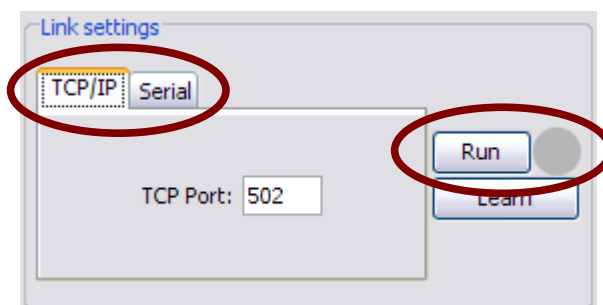 Link settings
TCP/IP Serial
Run
TCP Port: 502
Learn